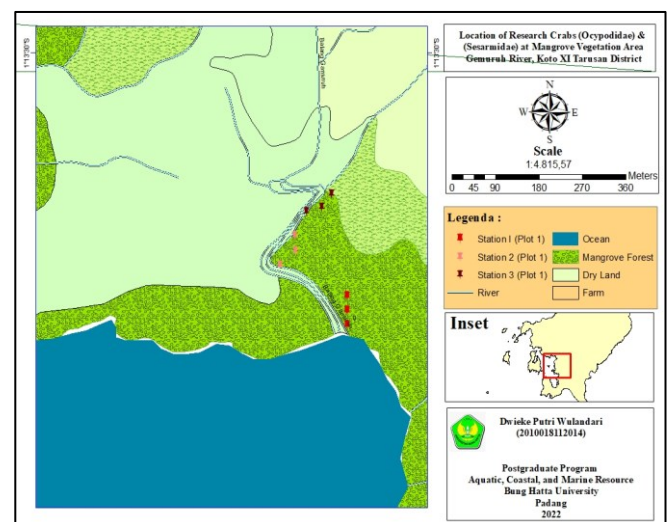 Location of Research Crabs (Ocypodidae) &
(Sesarmidae) at Mangrove Vegetation Area
Gemuruh River, Koto XI Tarusan District
N
W E
S
Scale
1:4.815,57
Meters
0 45 90 180 270 360
Legenda :
Station I (Plot 1) Ocean
Station 2 (Plot 1) Mangrove Forest
Station 3 (Plot 1) Dry Land
River Farm
Inset
Dwieke Putri Wulandari
(2010018112014)
Postgraduate Program
Aquatic, Coastal, and Marine Resource
Bung Hatta University
Padang
2022